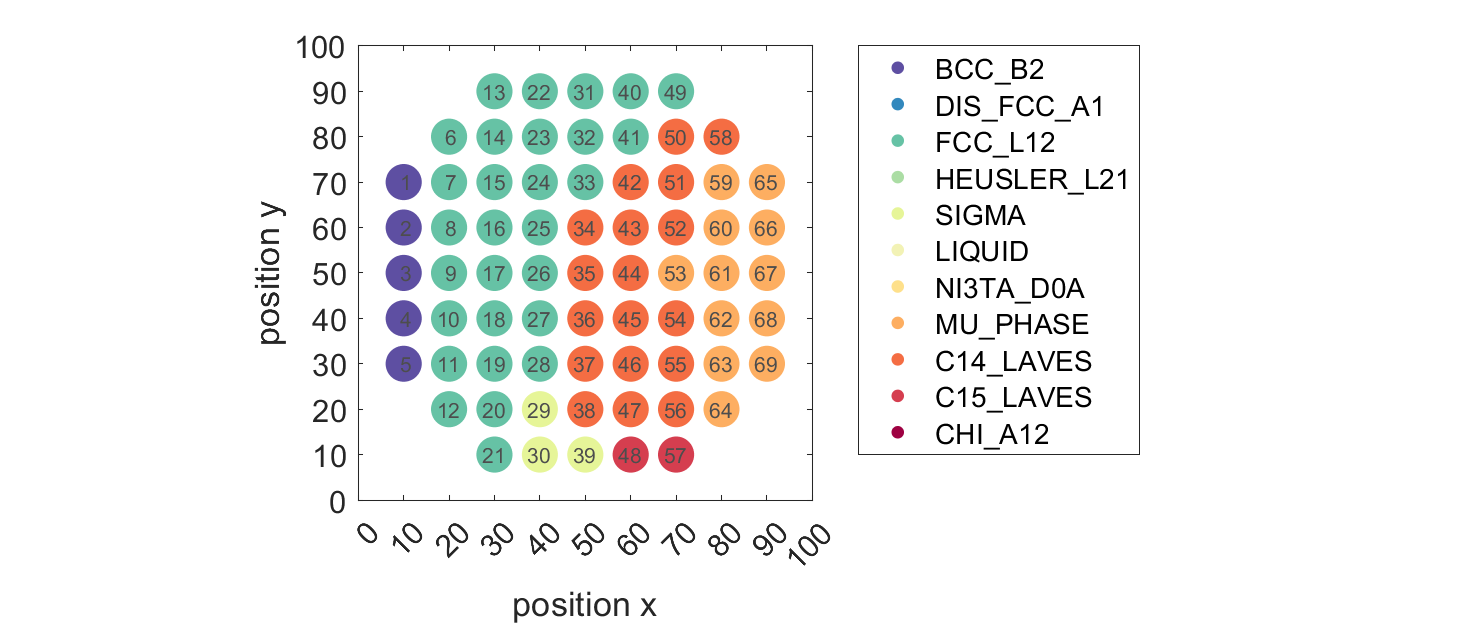 100
90 13 22 31 40 49
80 6 14 23 32 41 50 58
70 1 7 15 24 33 42 51 59 65
60 2 8 16 25 34 43 52 60 66
50 3 9 17 26 35 44 53 61 67
40 4 10 18 27 36 45 54 62 68
30 5 11 19 28 37 46 55 63 69
20 12 20 29 38 47 56 64
10 21 30 39 48 57
0
0 10 20 30 40 50 60 70 80 90 100
position x
position y
BCC_B2
DIS_FCC_A1
FCC_L12
HEUSLER_L21
SIGMA
LIQUID
NI3TA_D0A
MU_PHASE
C14_LAVES
C15_LAVES
CHI_A12